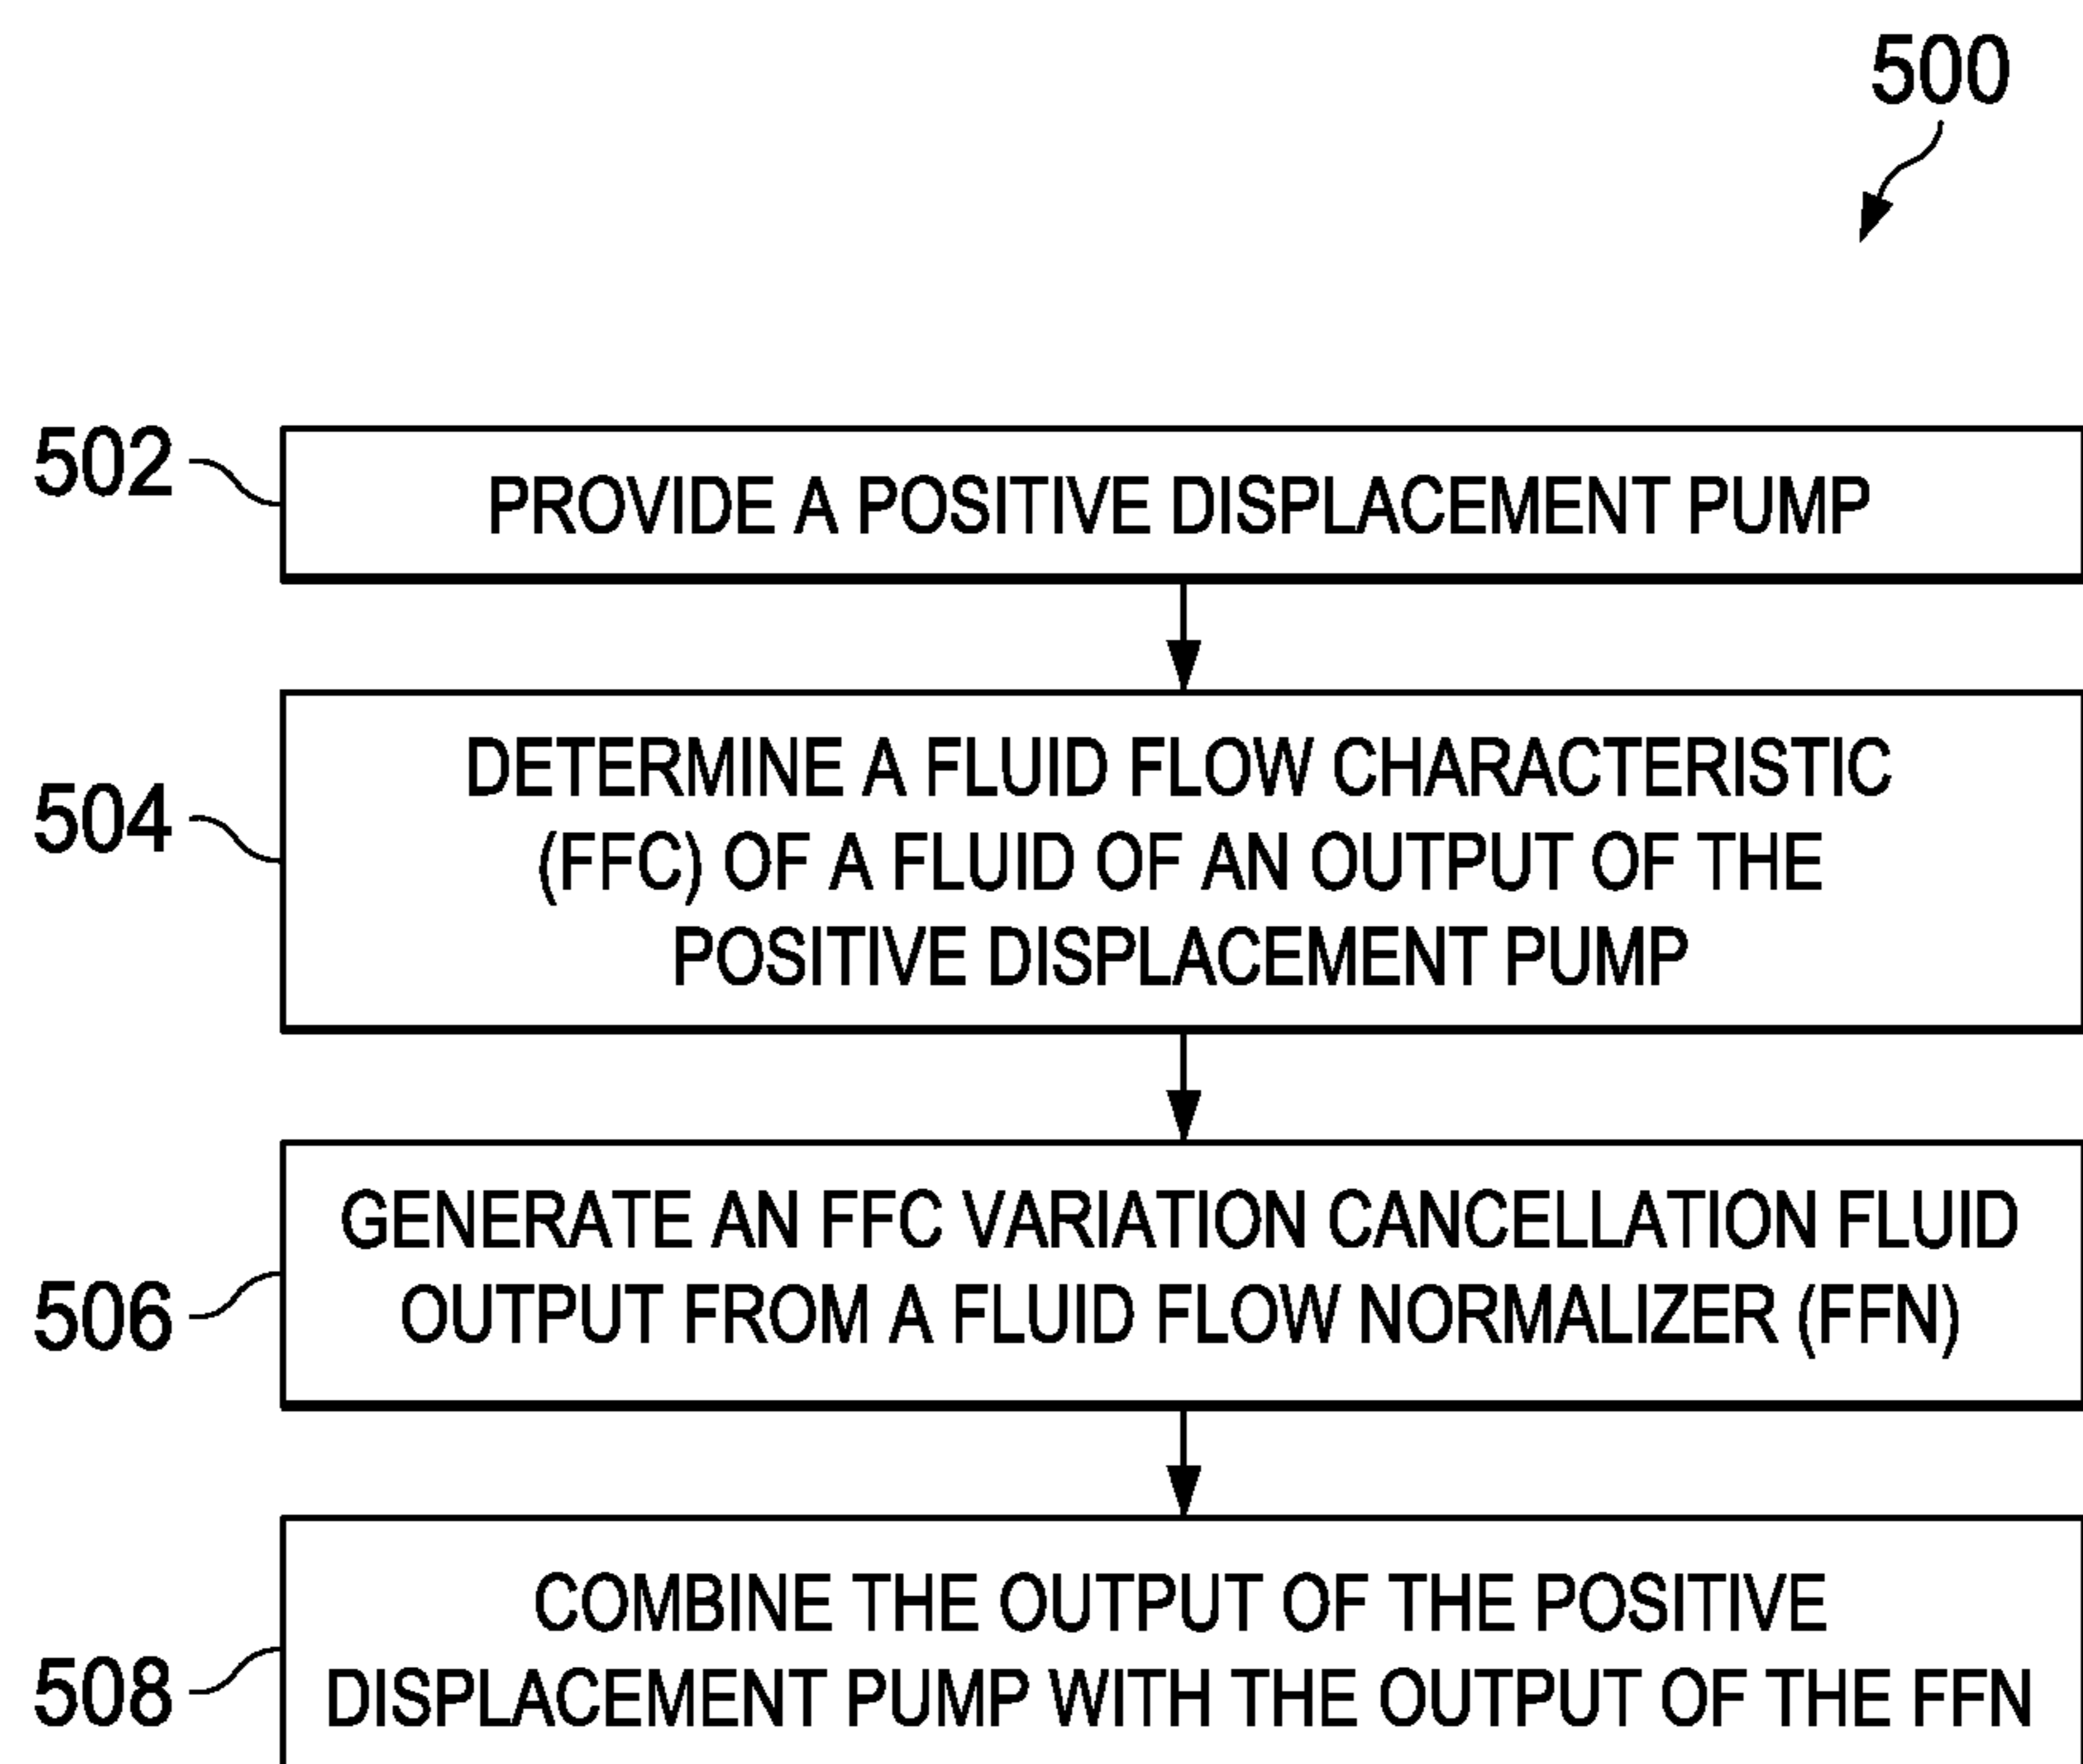 500
502
PROVIDE A POSITIVE DISPLACEMENT PUMP
504
DETERMINE A FLUID FLOW CHARACTERISTIC
(FFC) OF A FLUID OF AN OUTPUT OF THE
POSITIVE DISPLACEMENT PUMP
506
GENERATE AN FFC VARIATION CANCELLATION FLUID
OUTPUT FROM A FLUID FLOW NORMALIZER (FFN)
508
COMBINE THE OUTPUT OF THE POSITIVE
DISPLACEMENT PUMP WITH THE OUTPUT OF THE FFN